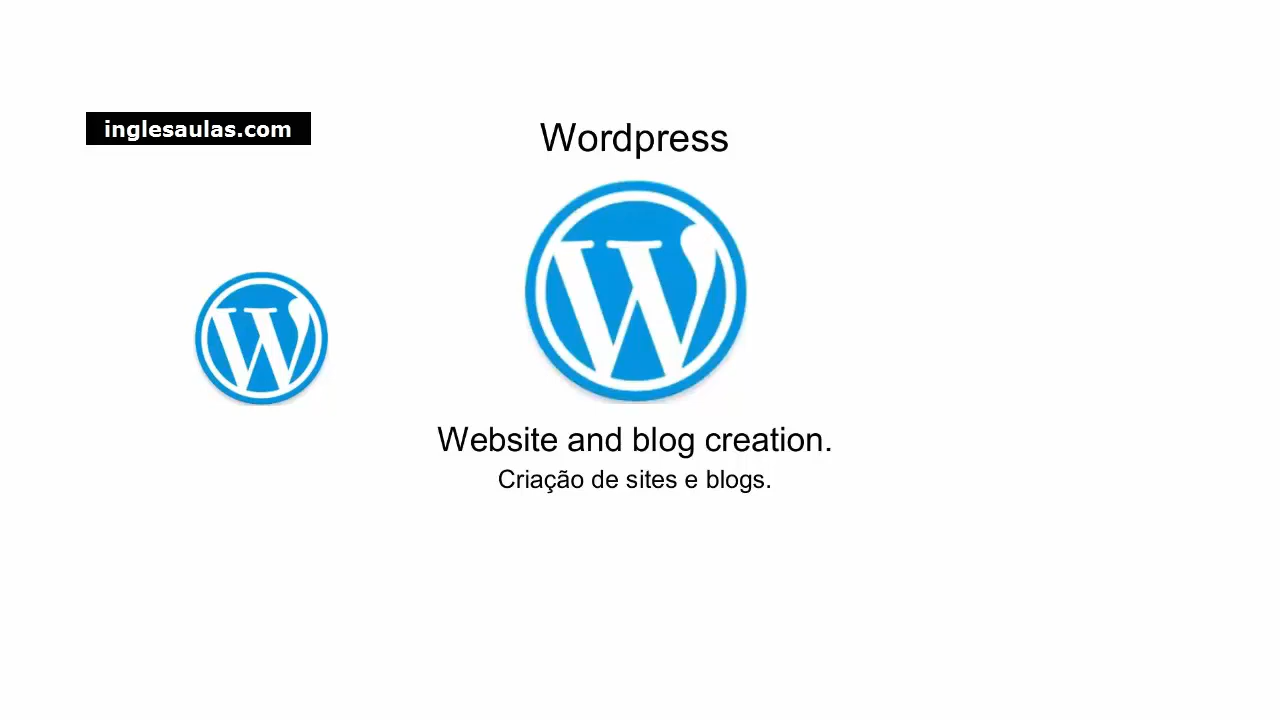 inglesaulas.com
Wordpress
Website and blog creation.
Criação de sites e blogs.